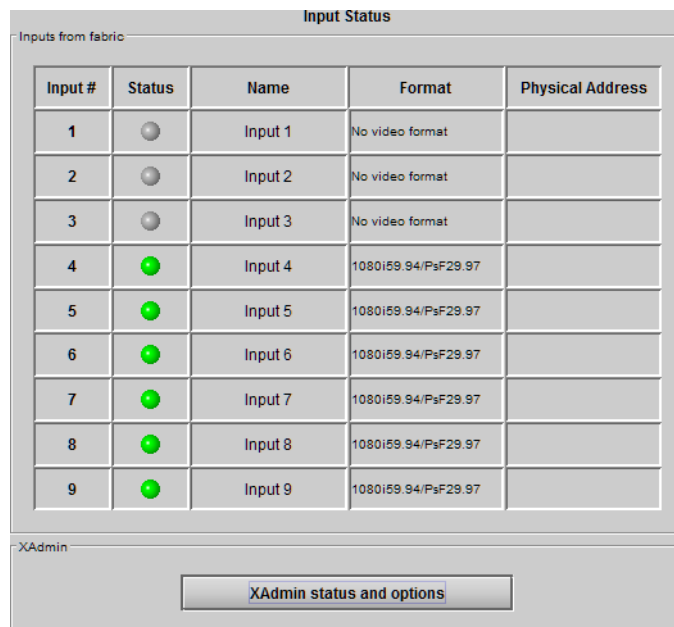 Input Status
Inputs from fabric
Input # Status Name Format Physical Address
1 Input 1 No video format
2 Input 2 No video format
3 Input 3 No video format
4 Input 4 1080i59.94/PsF29.97
5 Input 5 1080i59.94/PsF29.97
6 Input 6 1080i59.94/PsF29.97
7 Input 7 1080i59.94/PsF29.97
8 Input 8 1080i59.94/PsF29.97
9 Input 9 1080i59.94/PsF29.97
XAdmin
XAdmin status and options